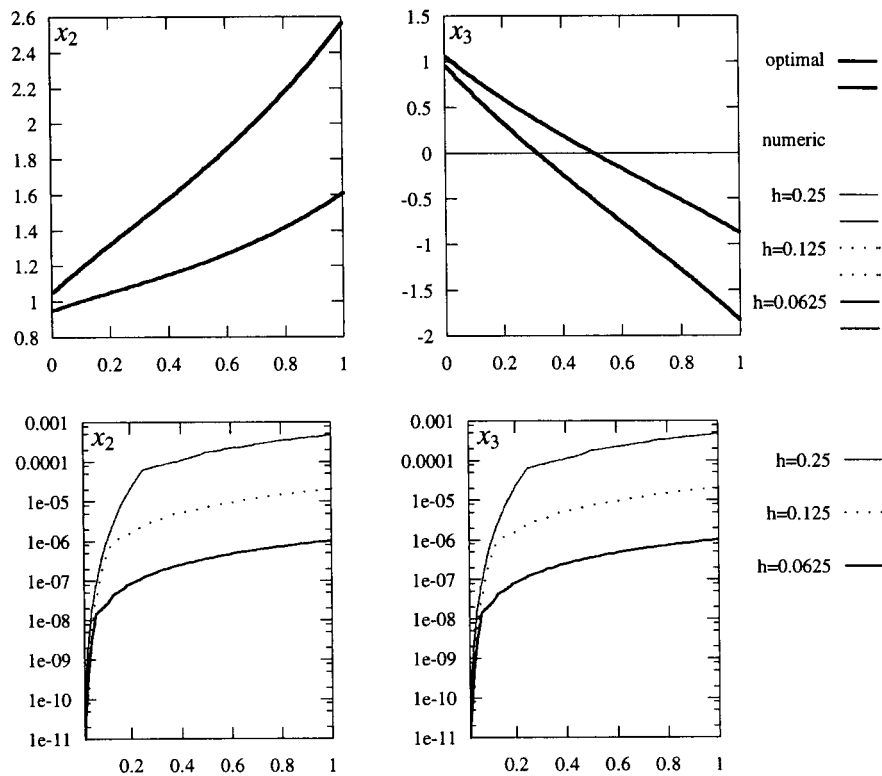 x2
2.6
2.4
2.2
2
1.8
1.6
1.4
1.2
1
0.8
0 0.2 0.4 0.6 0.8 1
x3
1.5
1
0.5
0
-0.5
-1
-1.5
-2
0 0.2 0.4 0.6 0.8 1
optimal
numeric
h=0.25
h=0.125
h=0.0625
x2
0.001
0.0001
1e-05
1e-06
1e-07
1e-08
1e-09
1e-10
1e-11
0.2 0.4 0.6 0.8 1
x3
0.001
0.0001
1e-05
1e-06
1e-07
1e-08
1e-09
1e-10
1e-11
0.2 0.4 0.6 0.8 1
h=0.25
h=0.125
h=0.0625